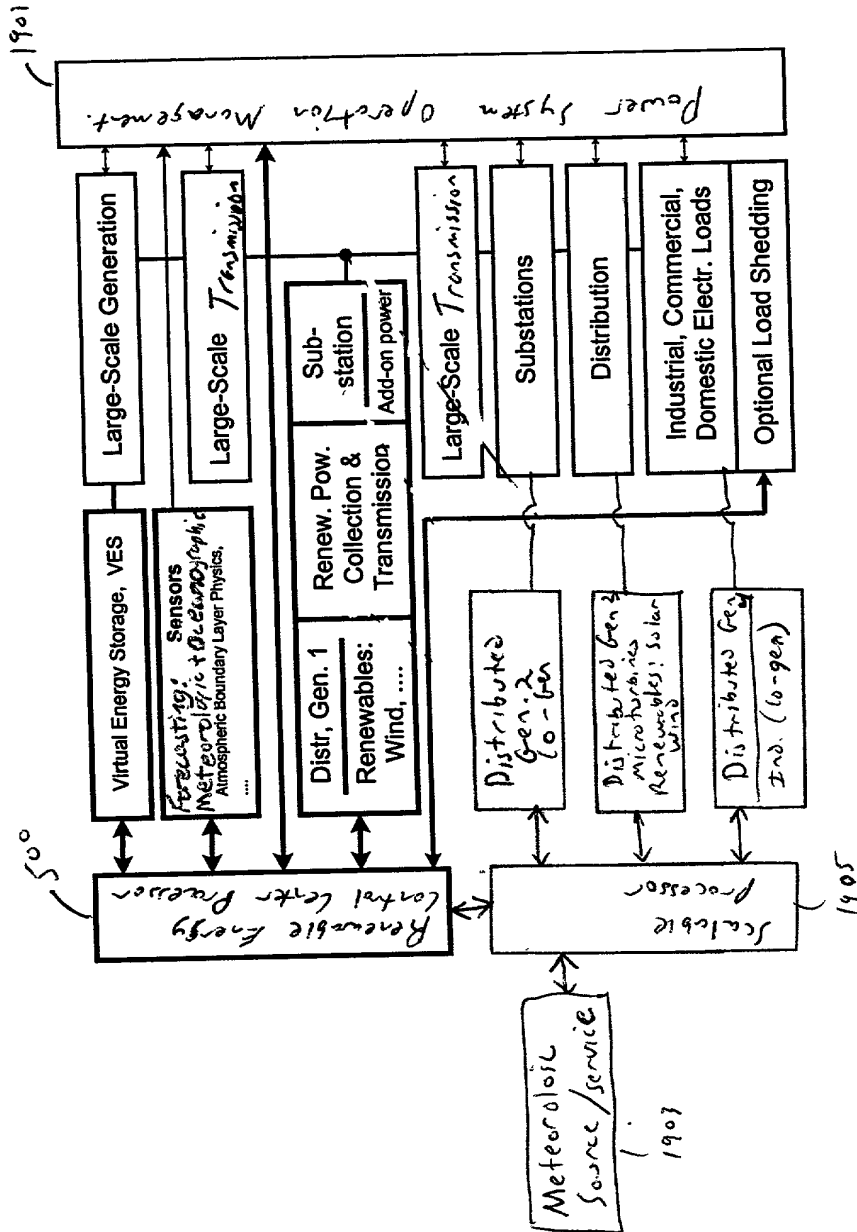 1901
Power System Operation Management.
Large-Scale Generation
Large-Scale Transmission
Large-Scale Transmission
Substations
Distribution
Industrial, Commercial,
Domestic Electr. Loads
Optional Load Shedding
Virtual Energy Storage, VES
Sensors
Forecasting:
Meteorologic + Oceanographic
Atmospheric Boundary Layer Physics,
....
Distr, Gen. 1
Renewables:
Wind, ....
Renew. Pow.
Collection &
Transmission
Sub-
station
Add-on power
500
Renewable Energy
Control Center Processor
Distributed
Gen. 2
Co-Gen
Distributed Gen 3
Microturbines
Renewables: Solar
Wind
Distributed Gen
Ind. (Co-gen)
Scalable
Processor
1905
Meteorologic
Source/service
1903